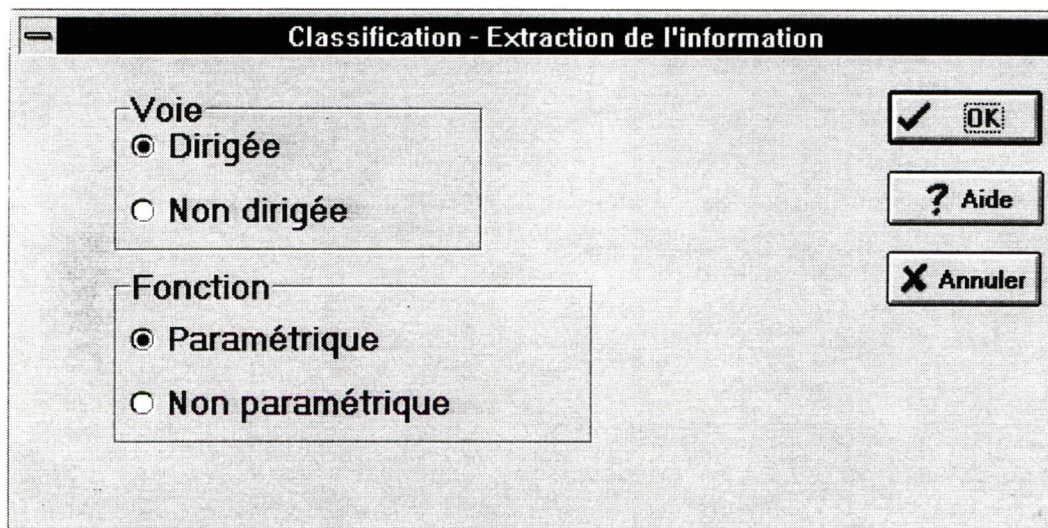 Classification - Extraction de l'information
Voie
Dirigée
Non dirigée
Fonction
Paramétrique
Non paramétrique
OK
? Aide
Annuler